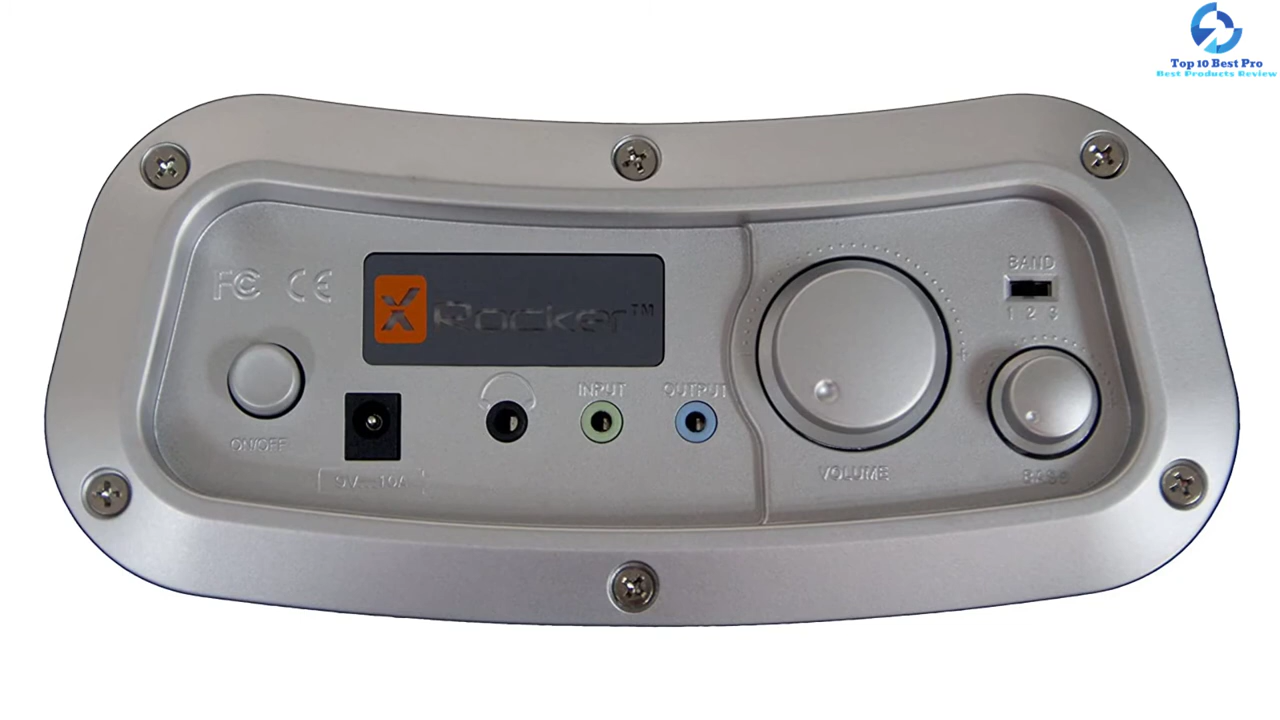 Top 10 Best Pro
Best Products Review
FC CE
X Rocker™
BAND
1 2 3
INPUT
OUTPUT
ON/OFF
VOLUME